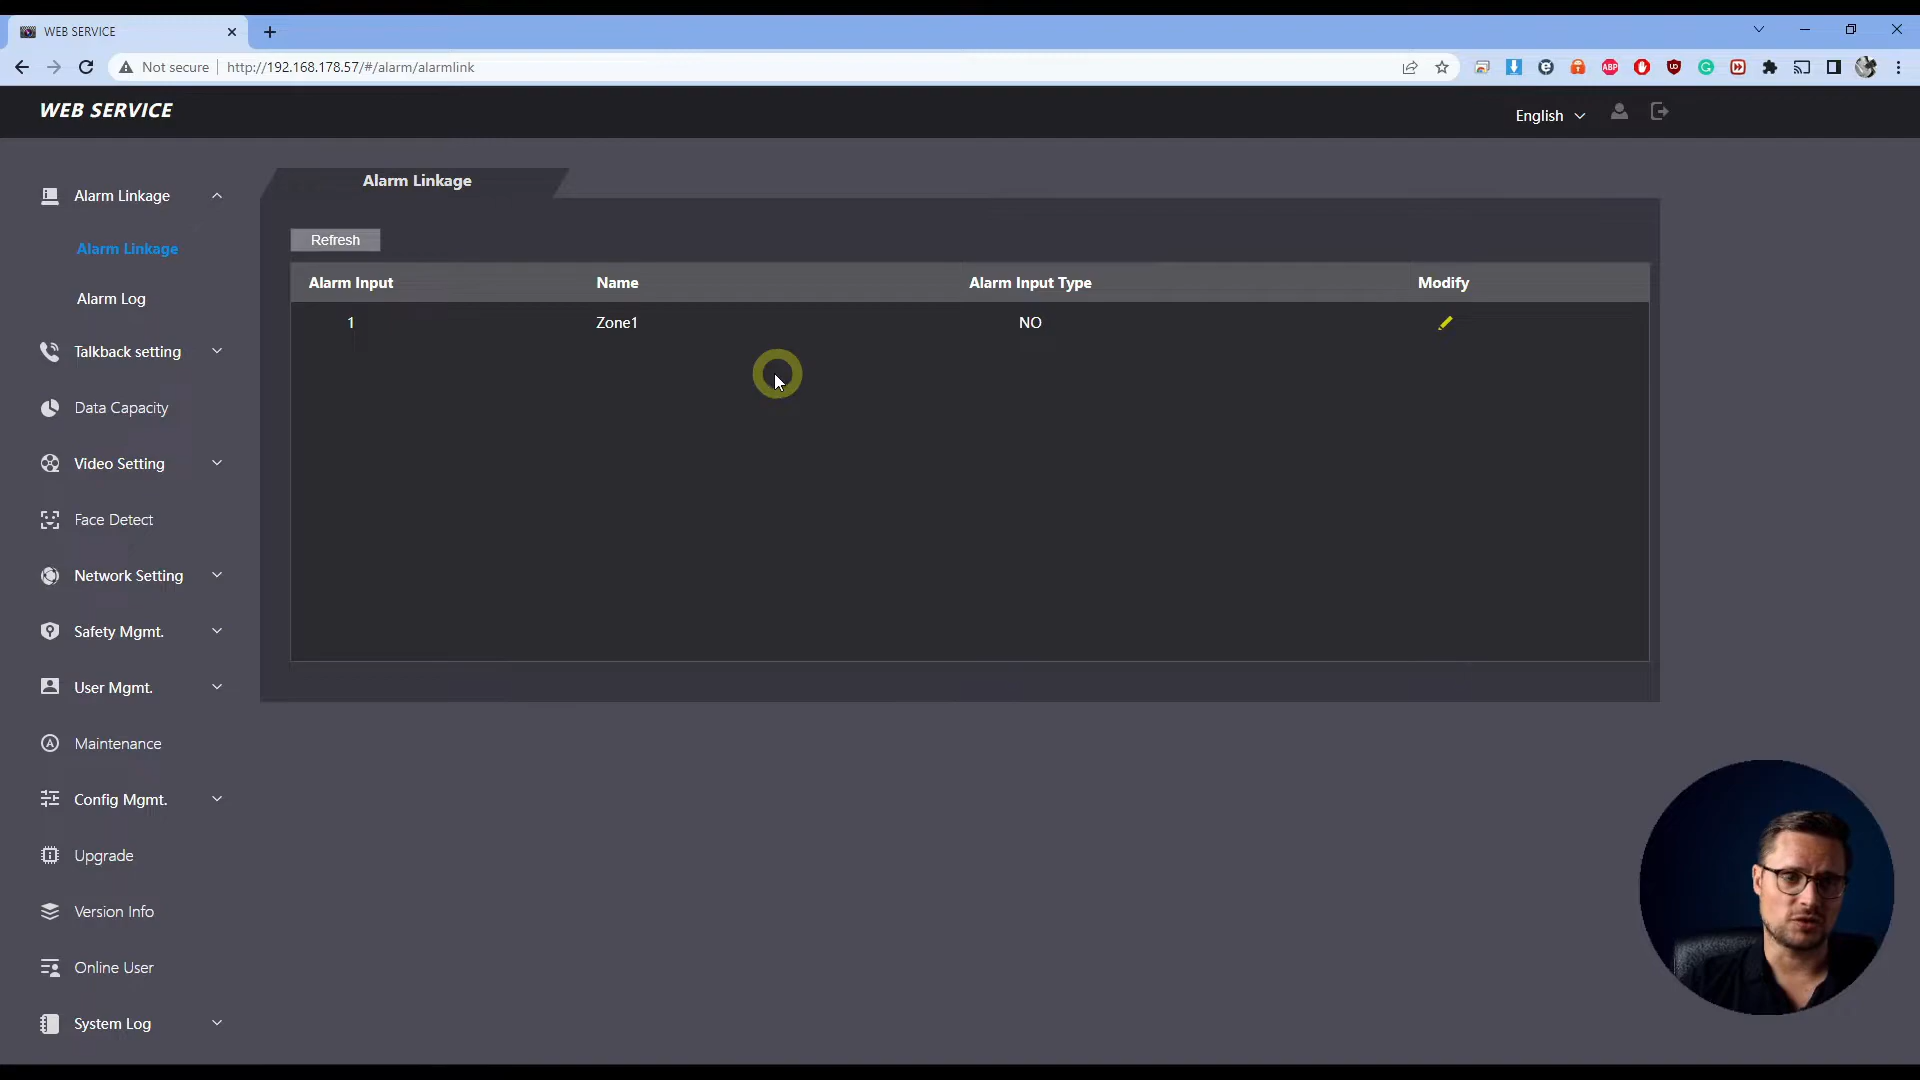 WEB SERVICE
Not secure
http://192.168.178.57/#/alarm/alarmlink
ABP
WEB SERVICE
English
Alarm Linkage
Alarm Linkage
Alarm Log
Talkback setting
Data Capacity
Video Setting
Face Detect
Network Setting
Safety Mgmt.
User Mgmt.
Maintenance
Config Mgmt.
Upgrade
Version Info
Online User
System Log
Alarm Linkage
Refresh
Alarm Input Name Alarm Input Type Modify
1 Zone1 NO